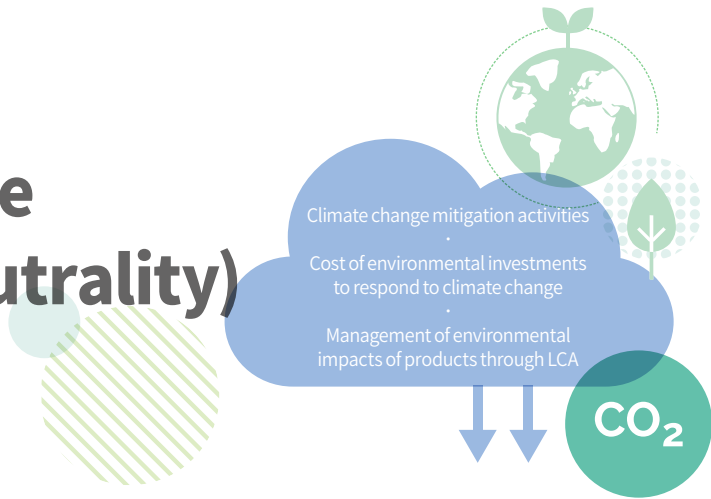 e
utrality)
Climate change mitigation activities
·
Cost of environmental investments
to respond to climate change
·
Management of environmental
impacts of products through LCA
CO₂